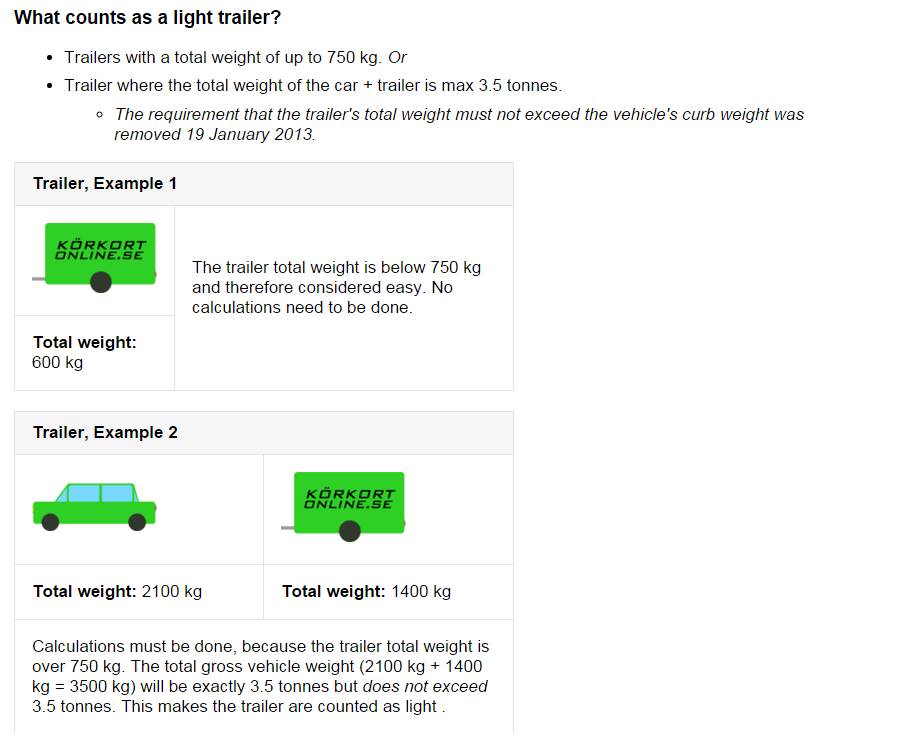 What counts as a light trailer?
Trailers with a total weight of up to 750 kg. Or
Trailer where the total weight of the car + trailer is max 3.5 tonnes.
The requirement that the trailer's total weight must not exceed the vehicle's curb weight was
removed 19 January 2013.
Trailer, Example 1
KÖRKORT
ONLINE.SE
The trailer total weight is below 750 kg
and therefore considered easy. No
calculations need to be done.
Total weight:
600 kg
Trailer, Example 2
KÖRKORT
ONLINE.SE
Total weight: 2100 kg
Total weight: 1400 kg
Calculations must be done, because the trailer total weight is
over 750 kg. The total gross vehicle weight (2100 kg + 1400
kg = 3500 kg) will be exactly 3.5 tonnes but does not exceed
3.5 tonnes. This makes the trailer are counted as light .